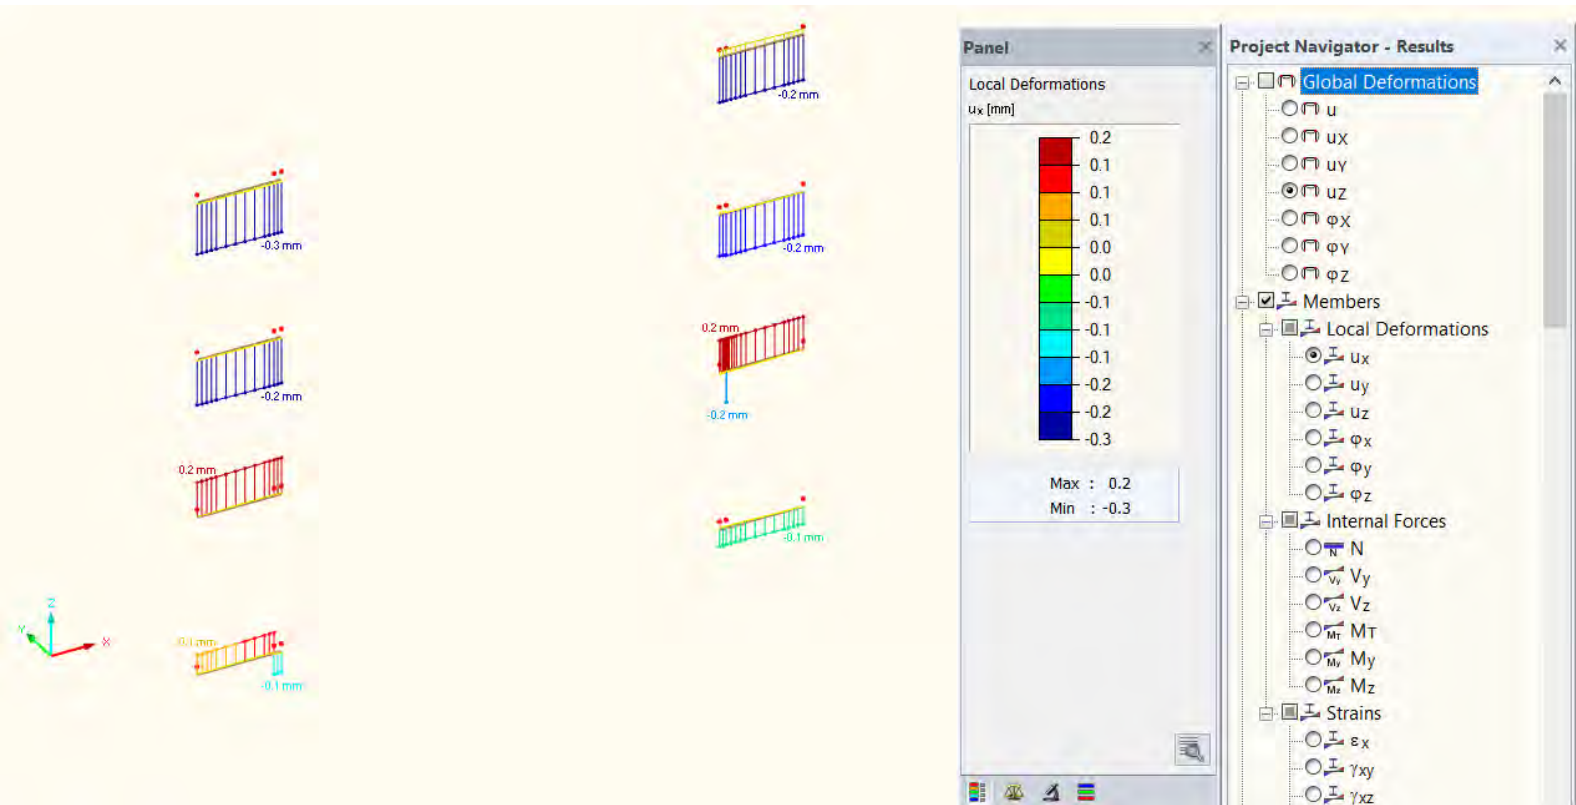 -0.2 mm
-0.3 mm
-0.2 mm
0.2 mm
-0.2 mm
-0.2 mm
0.2 mm
-0.1 mm
0.1 mm
-0.1 mm
Z
Y
X
Panel
Local Deformations
ux [mm]
0.2
0.1
0.1
0.1
0.0
0.0
-0.1
-0.1
-0.1
-0.2
-0.2
-0.3
Max : 0.2
Min : -0.3
Project Navigator - Results
Global Deformations
u
uX
uY
uZ
φX
φY
φZ
Members
Local Deformations
ux
uy
uz
φx
φy
φz
Internal Forces
N N
Vy Vy
Vz Vz
MT MT
My My
Mz Mz
Strains
εx
γxy
γxz